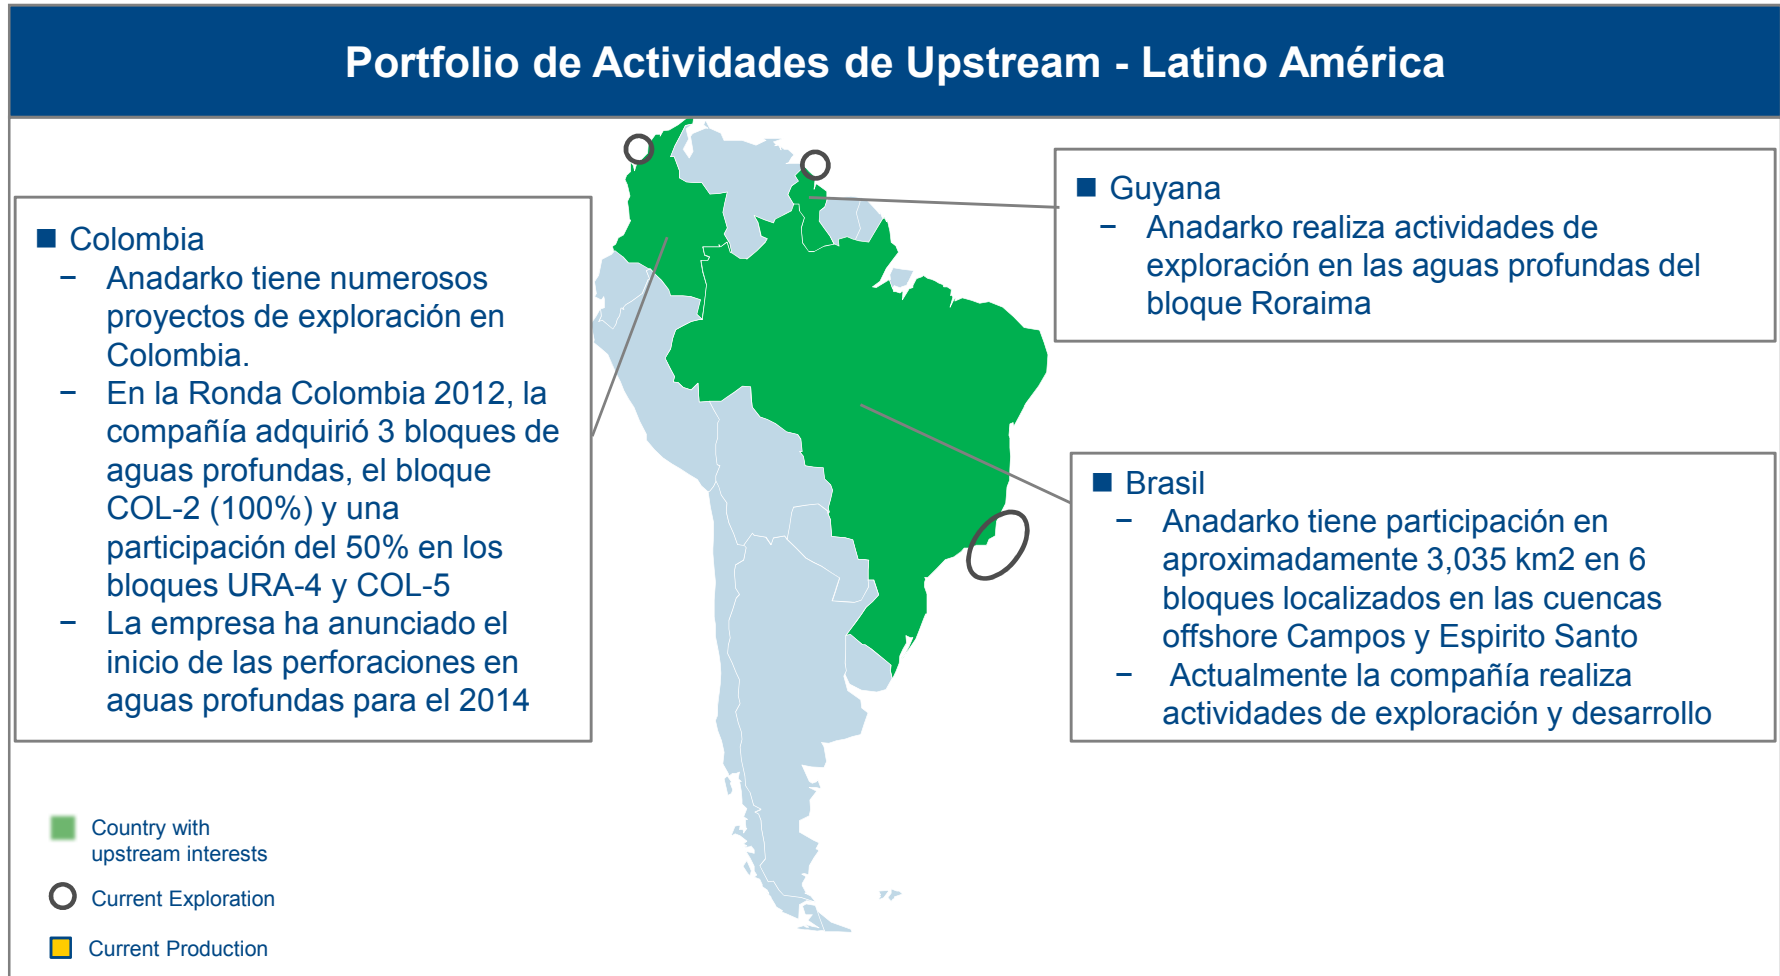 Portfolio de Actividades de Upstream - Latino América
■ Colombia
− Anadarko tiene numerosos
proyectos de exploración en
Colombia.
− En la Ronda Colombia 2012, la
compañía adquirió 3 bloques de
aguas profundas, el bloque
COL-2 (100%) y una
participación del 50% en los
bloques URA-4 y COL-5
− La empresa ha anunciado el
inicio de las perforaciones en
aguas profundas para el 2014
■ Guyana
− Anadarko realiza actividades de
exploración en las aguas profundas del
bloque Roraima
■ Brasil
− Anadarko tiene participación en
aproximadamente 3,035 km2 en 6
bloques localizados en las cuencas
offshore Campos y Espirito Santo
− Actualmente la compañía realiza
actividades de exploración y desarrollo
Country with
upstream interests
Current Exploration
Current Production